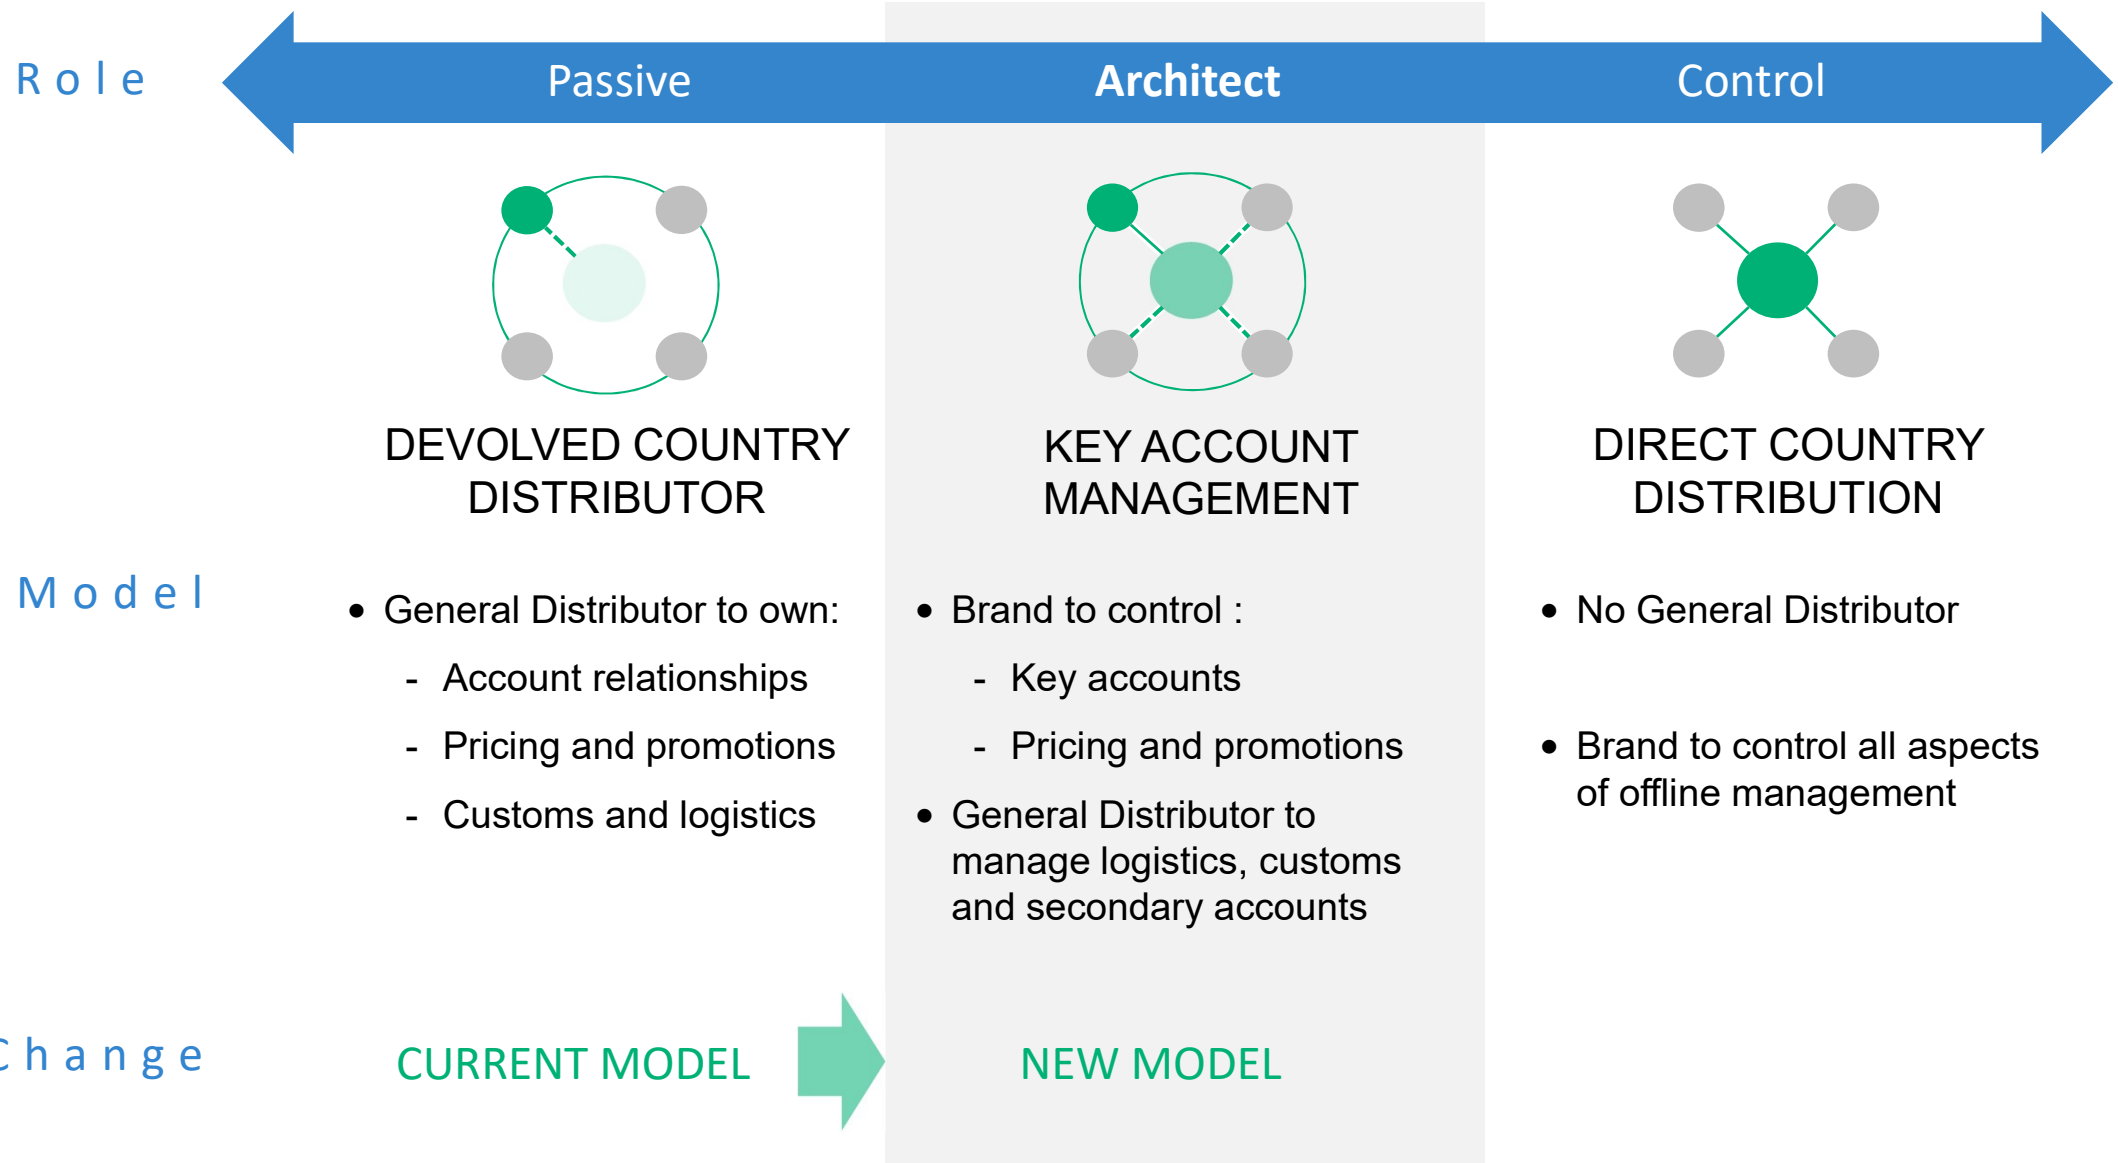 Role
Passive
Architect
Control
DEVOLVED COUNTRY
DISTRIBUTOR
KEY ACCOUNT
MANAGEMENT
DIRECT COUNTRY
DISTRIBUTION
Model
• General Distributor to own:
- Account relationships
- Pricing and promotions
- Customs and logistics
• Brand to control :
- Key accounts
- Pricing and promotions
• General Distributor to
manage logistics, customs
and secondary accounts
• No General Distributor
• Brand to control all aspects
of offline management
Change
CURRENT MODEL
NEW MODEL